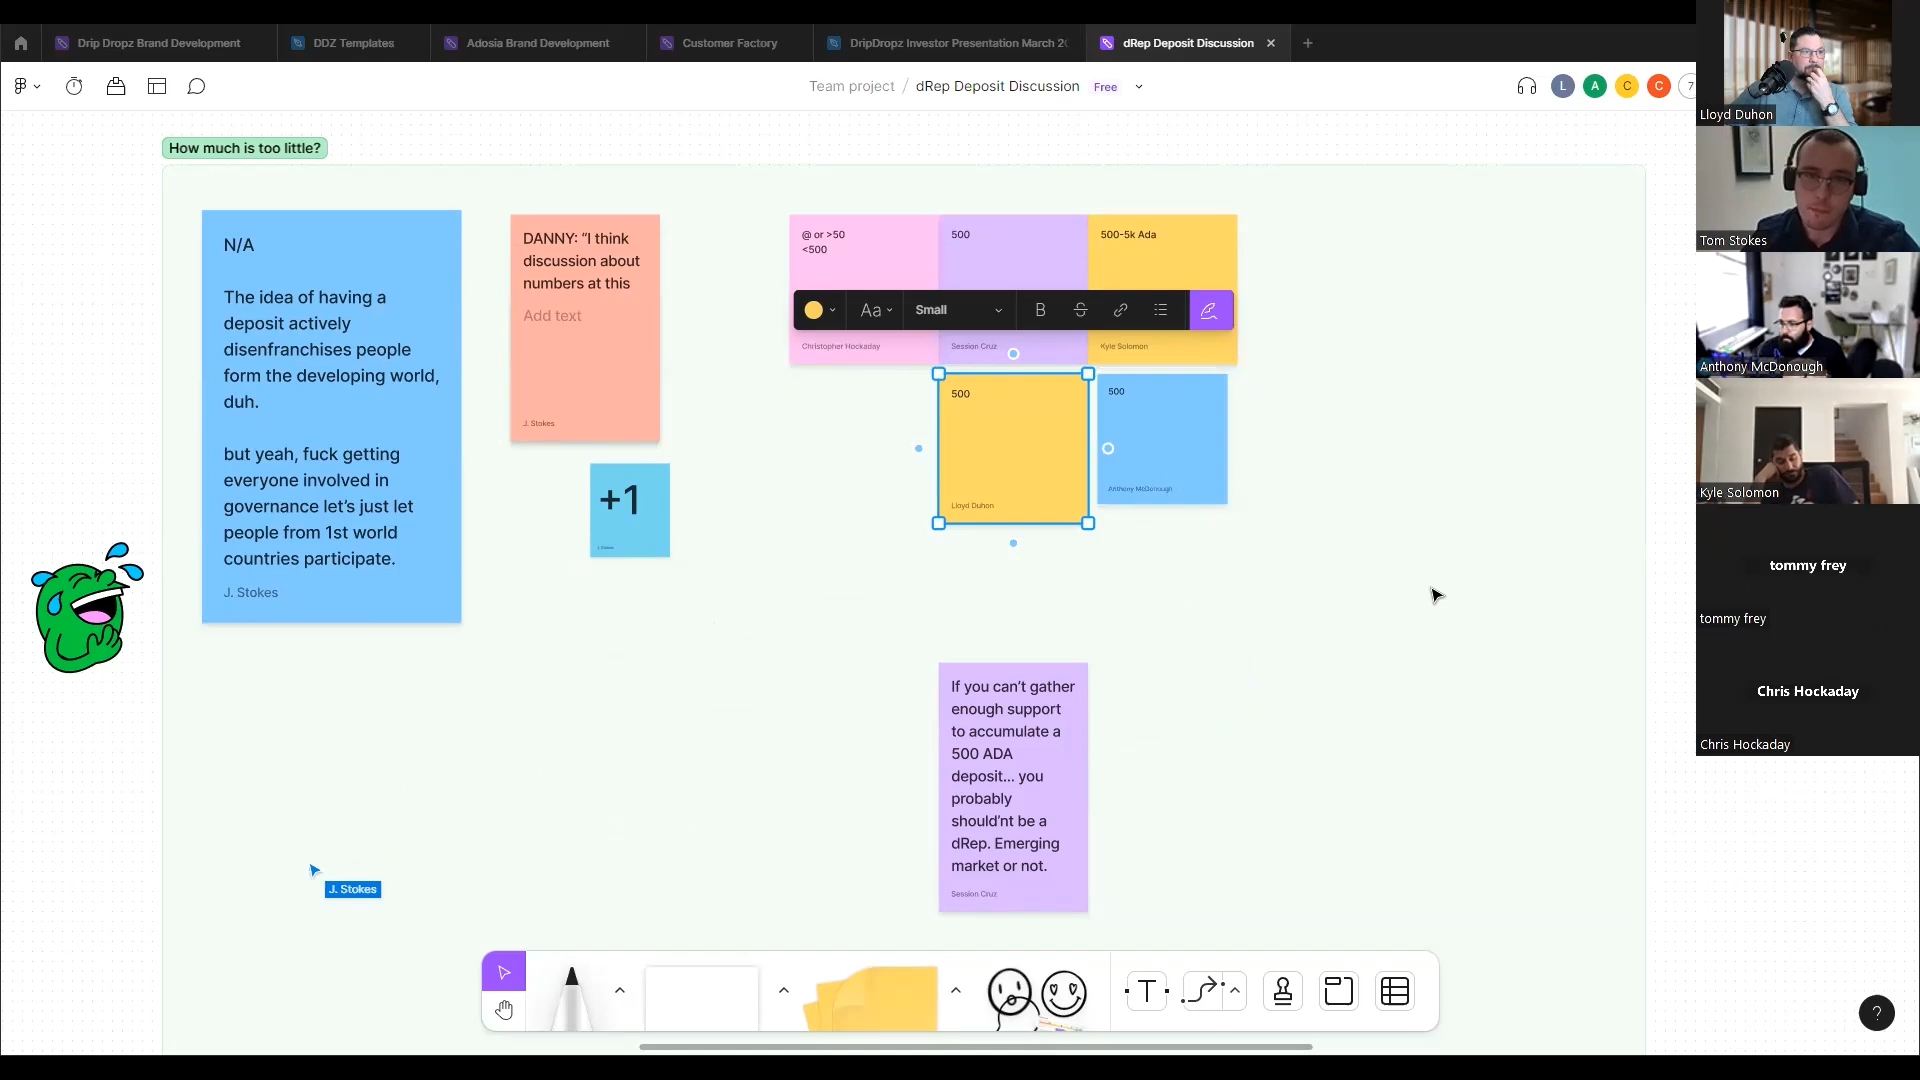 Drip Dropz Brand Development
DDZ Templates
Adosia Brand Development
Customer Factory
DripDropz Investor Presentation March 20
dRep Deposit Discussion
Team project / dRep Deposit Discussion Free
L A C C 7
How much is too little?
N/A
The idea of having a
deposit actively
disenfranchises people
form the developing world,
duh.
but yeah, fuck getting
everyone involved in
governance let's just let
people from 1st world
countries participate.
J. Stokes
DANNY: “I think
discussion about
numbers at this
Add text
J. Stokes
+1
J. Stokes
@ or >50
<500
Christopher Hockaday
500
Session Cruz
500-5k Ada
Kyle Solomon
Aa
Small
B
S
500
Lloyd Duhon
500
Anthony McDonough
If you can't gather
enough support
to accumulate a
500 ADA
deposit... you
probably
should'nt be a
dRep. Emerging
market or not.
Session Cruz
J. Stokes
T
?
Lloyd Duhon
Tom Stokes
Anthony McDonough
Kyle Solomon
tommy frey
tommy frey
Chris Hockaday
Chris Hockaday